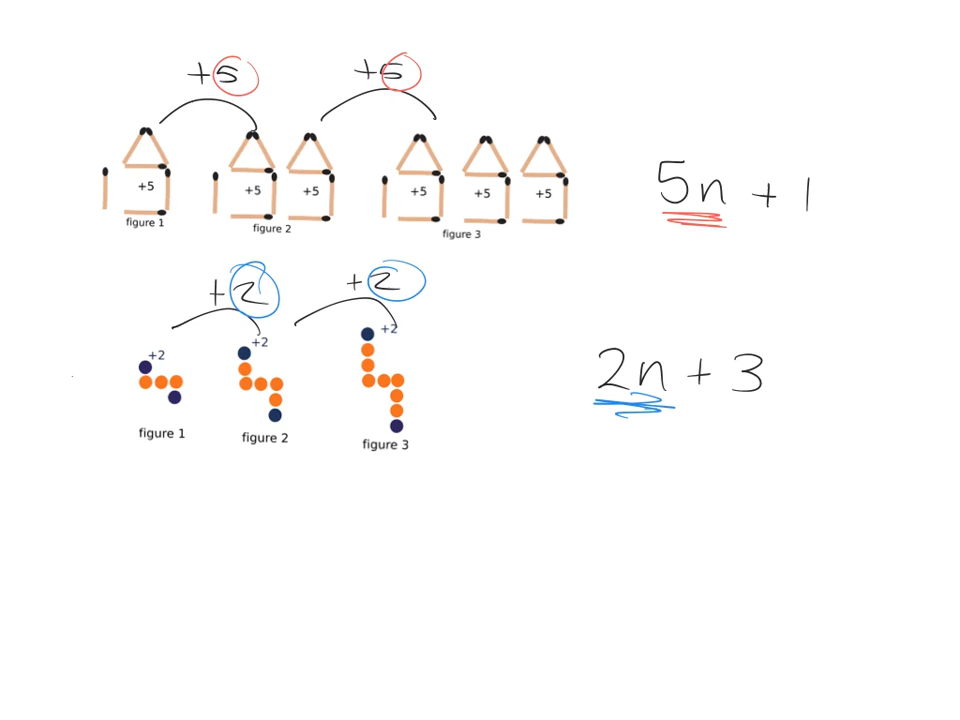 +5 +5
+5 +5 +5 +5 +5 +5
5n + 1
figure 1 figure 2 figure 3
+2 +2
+2 +2 +2
2n + 3
figure 1 figure 2 figure 3